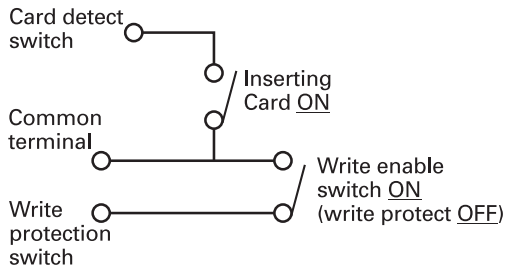 Card detect
switch
Inserting
Card ON
Common
terminal
Write enable
switch ON
(write protect OFF)
Write
protection
switch